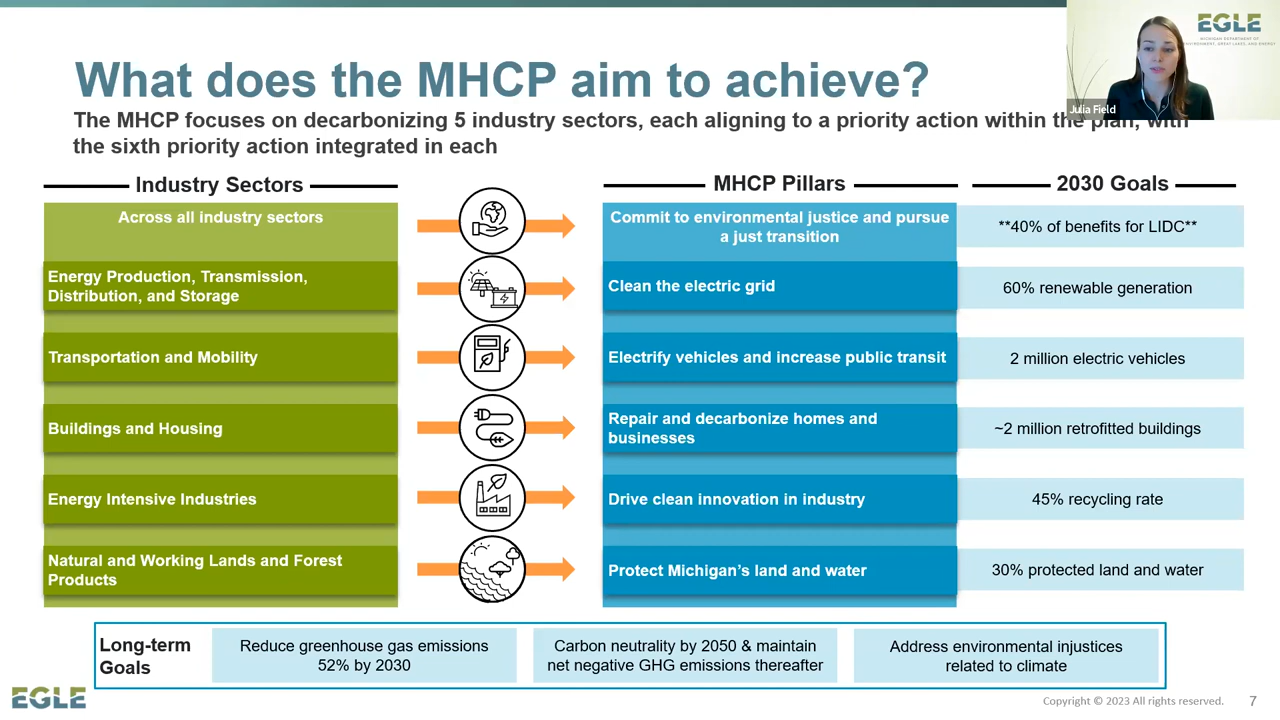 EGLE
MICHIGAN DEPARTMENT OF
ENVIRONMENT, GREAT LAKES, AND ENERGY
Julia Field
What does the MHCP aim to achieve?
The MHCP focuses on decarbonizing 5 industry sectors, each aligning to a priority action within the plan, with
the sixth priority action integrated in each
Industry Sectors
MHCP Pillars
2030 Goals
Across all industry sectors
Commit to environmental justice and pursue
a just transition
**40% of benefits for LIDC**
Energy Production, Transmission,
Distribution, and Storage
Clean the electric grid
60% renewable generation
Transportation and Mobility
Electrify vehicles and increase public transit
2 million electric vehicles
Buildings and Housing
Repair and decarbonize homes and
businesses
~2 million retrofitted buildings
Energy Intensive Industries
Drive clean innovation in industry
45% recycling rate
Natural and Working Lands and Forest
Products
Protect Michigan's land and water
30% protected land and water
Long-term
Goals
Reduce greenhouse gas emissions
52% by 2030
Carbon neutrality by 2050 & maintain
net negative GHG emissions thereafter
Address environmental injustices
related to climate
EGLE
Copyright © 2023 All rights reserved.
7